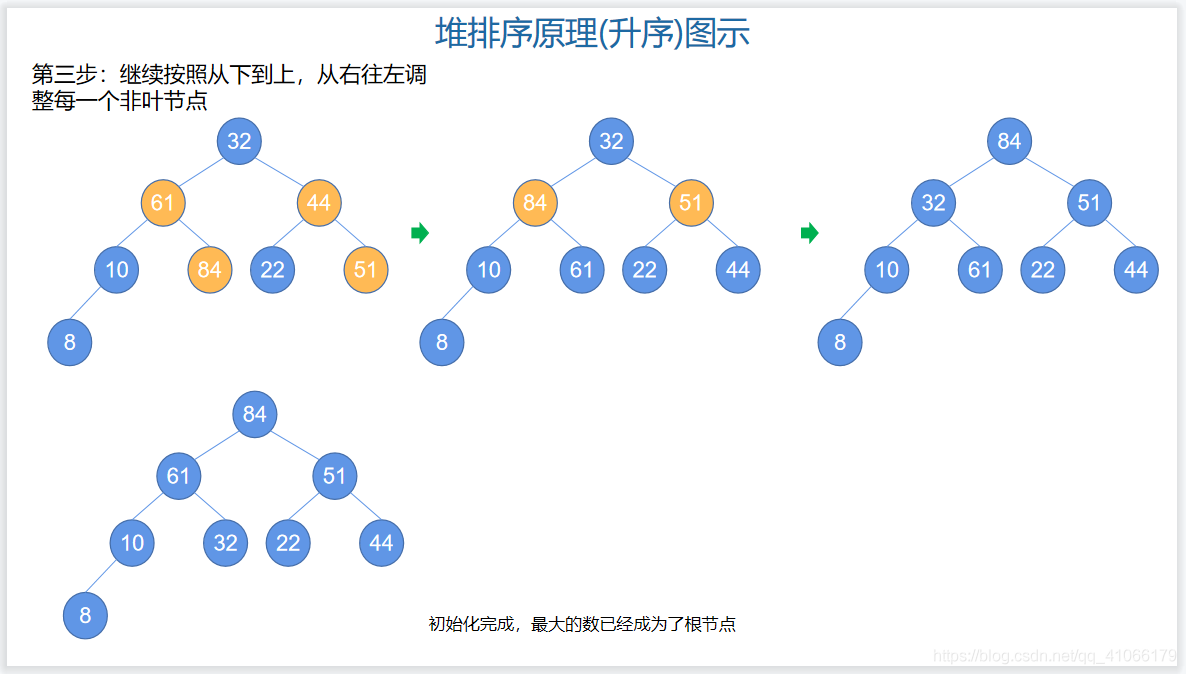 堆排序原理(升序)图示
第三步：继续按照从下到上，从右往左调
整每一个非叶节点
32
61 44
10 84 22 51
8
32
84 51
10 61 22 44
8
84
32 51
10 61 22 44
8
84
61 51
10 32 22 44
8
初始化完成，最大的数已经成为了根节点
https://blog.csdn.net/qq_41066179